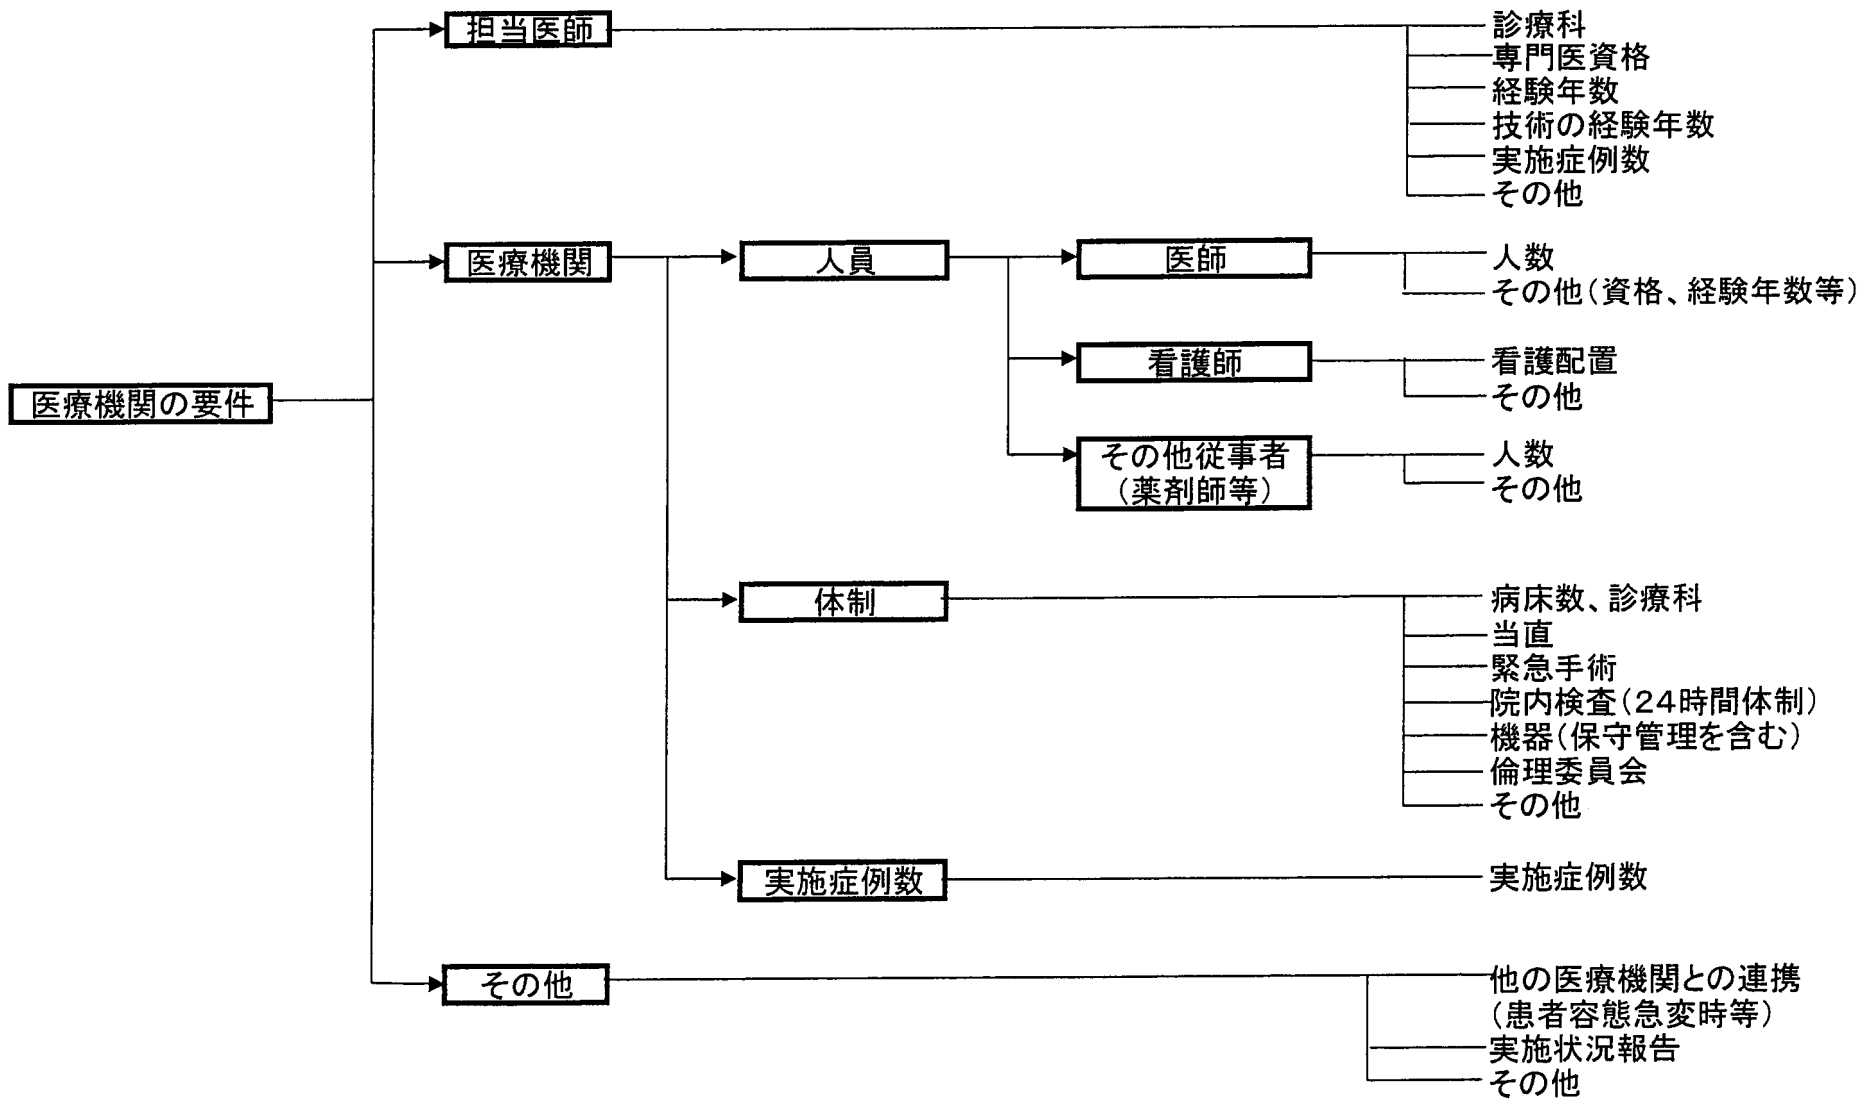 医療機関の要件
担当医師
診療科
専門医資格
経験年数
技術の経験年数
実施症例数
その他
医療機関
人員
医師
人数
その他（資格、経験年数等）
看護師
看護配置
その他
その他従事者
（薬剤師等）
人数
その他
体制
病床数、診療科
当直
緊急手術
院内検査（２４時間体制）
機器（保守管理を含む）
倫理委員会
その他
実施症例数
実施症例数
その他
他の医療機関との連携
（患者容態急変時等）
実施状況報告
その他